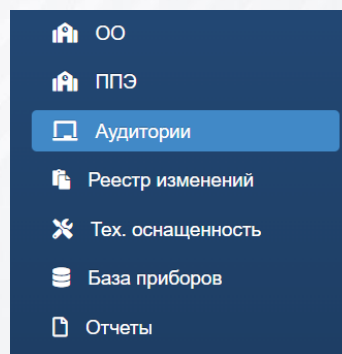 ОО
ППЭ
Аудитории
Реестр изменений
Тех. оснащенность
База приборов
Отчеты